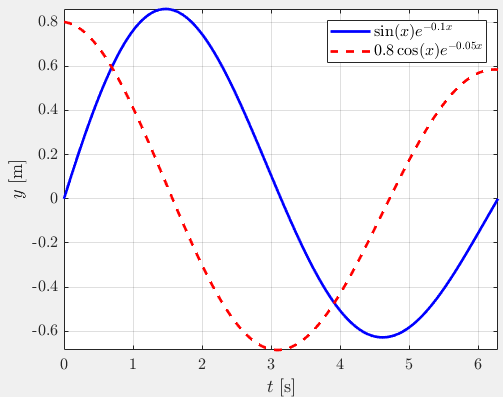 sin(x)e^{-0.1x}
0.8 cos(x)e^{-0.05x}
0.8
0.6
0.4
0.2
0
-0.2
-0.4
-0.6
y [m]
0 1 2 3 4 5 6
t [s]